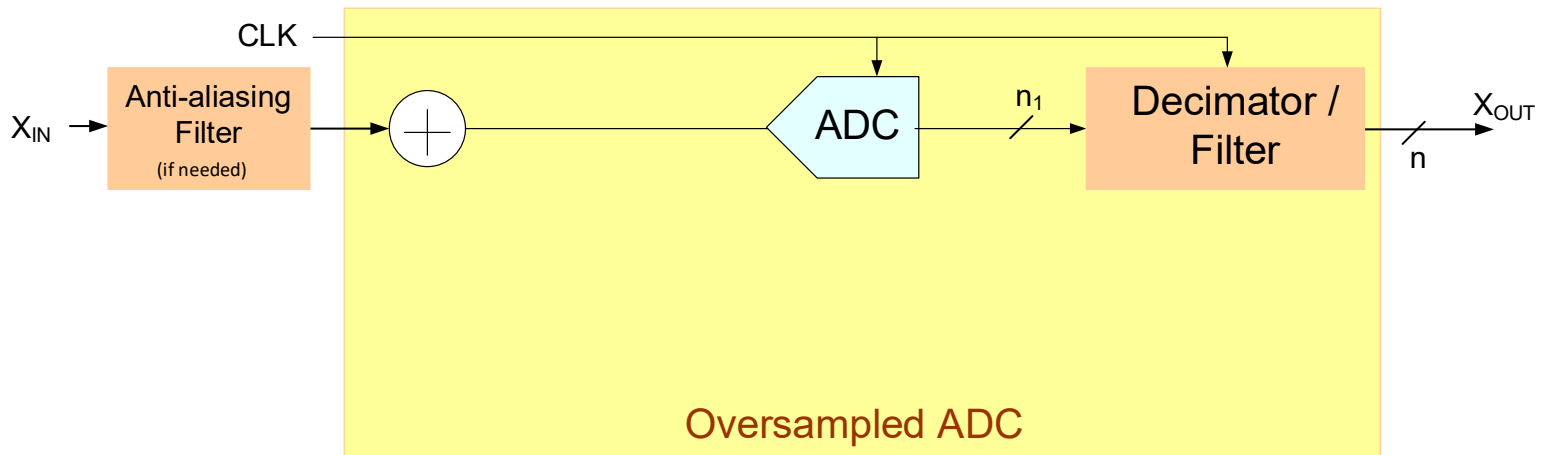 CLK
Anti-aliasing
Filter
(if needed)
X_IN
ADC
n_1
Decimator /
Filter
X_OUT
n
Oversampled ADC